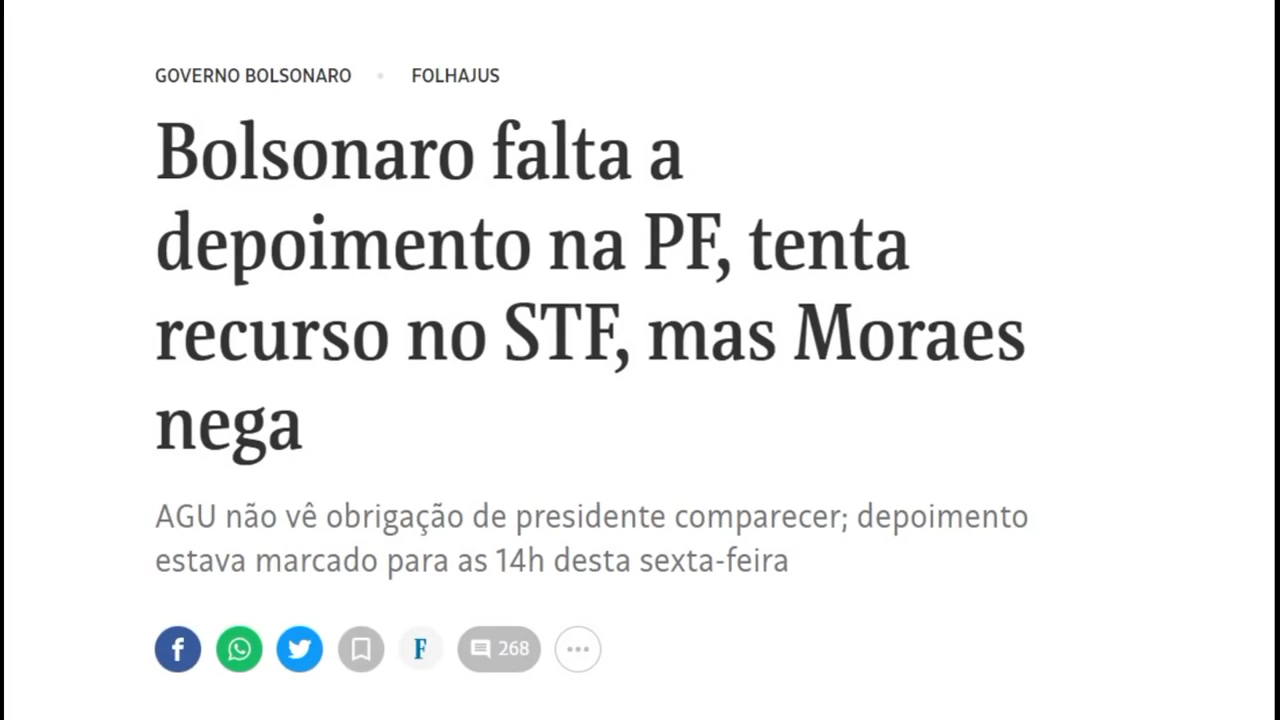 GOVERNO BOLSONARO • FOLHAJUS
Bolsonaro falta a
depoimento na PF, tenta
recurso no STF, mas Moraes
nega
AGU não vê obrigação de presidente comparecer; depoimento
estava marcado para as 14h desta sexta-feira
f F 268